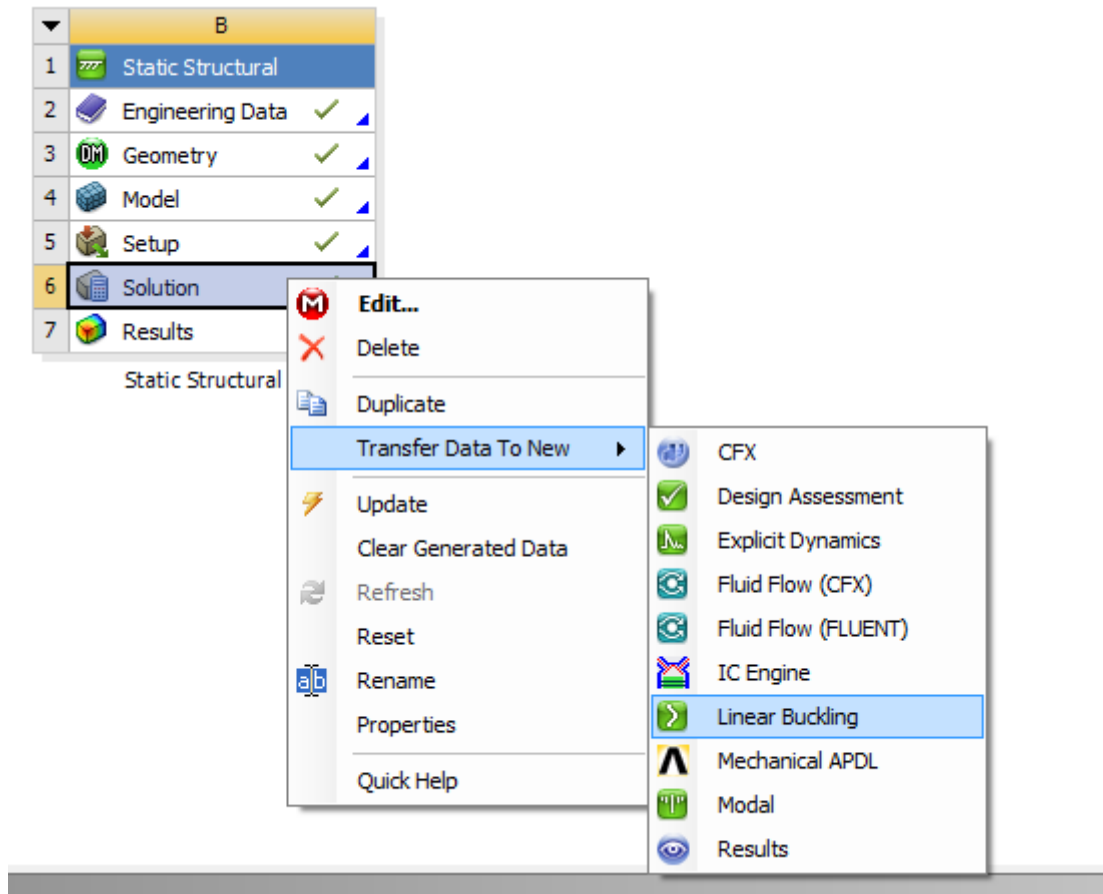 B
1 Static Structural
2 Engineering Data
3 DM Geometry
4 Model
5 Setup
6 Solution
7 Results
Static Structural
M Edit...
Delete
Duplicate
Transfer Data To New
Update
Clear Generated Data
Refresh
Reset
ab Rename
Properties
Quick Help
CFX
Design Assessment
Explicit Dynamics
Fluid Flow (CFX)
Fluid Flow (FLUENT)
IC Engine
Linear Buckling
Mechanical APDL
Modal
Results